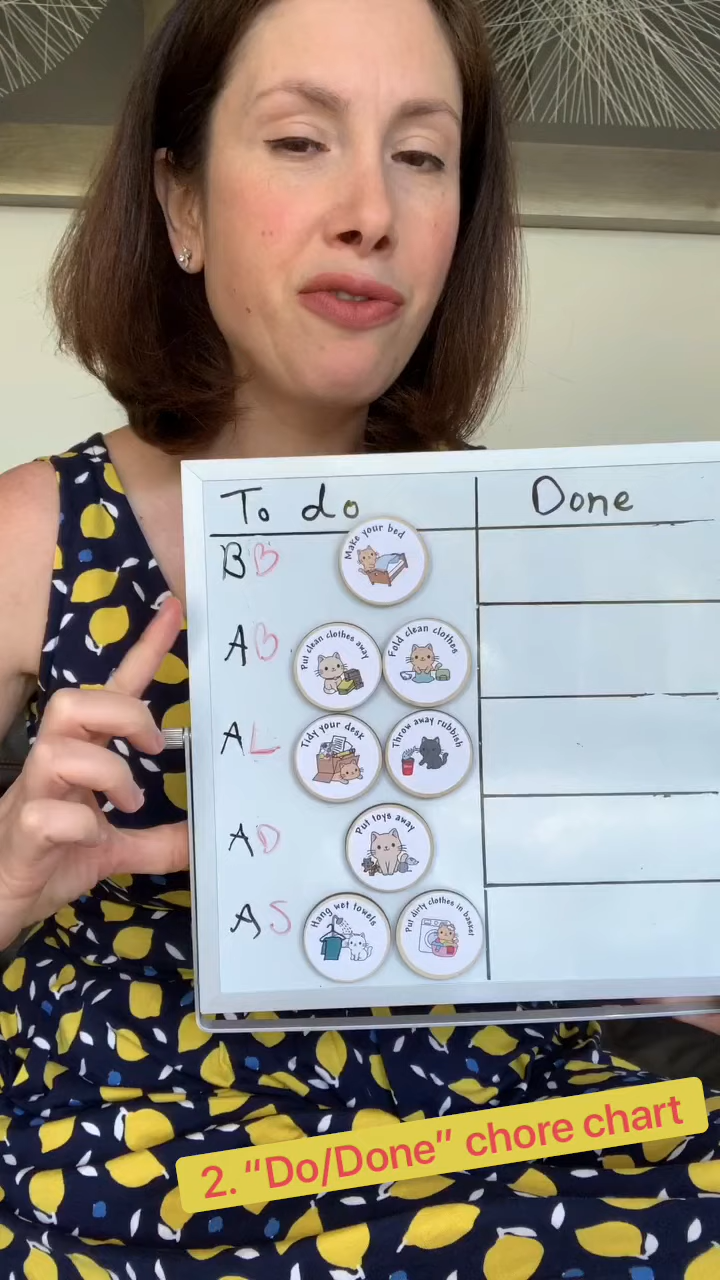 To do Done
B B Make your bed
A B Put clean clothes away Fold clean clothes
A L Tidy your desk Throw away rubbish
A D Put toys away
A S Hang wet towels Put dirty clothes in basket
2. "Do/Done" chore chart